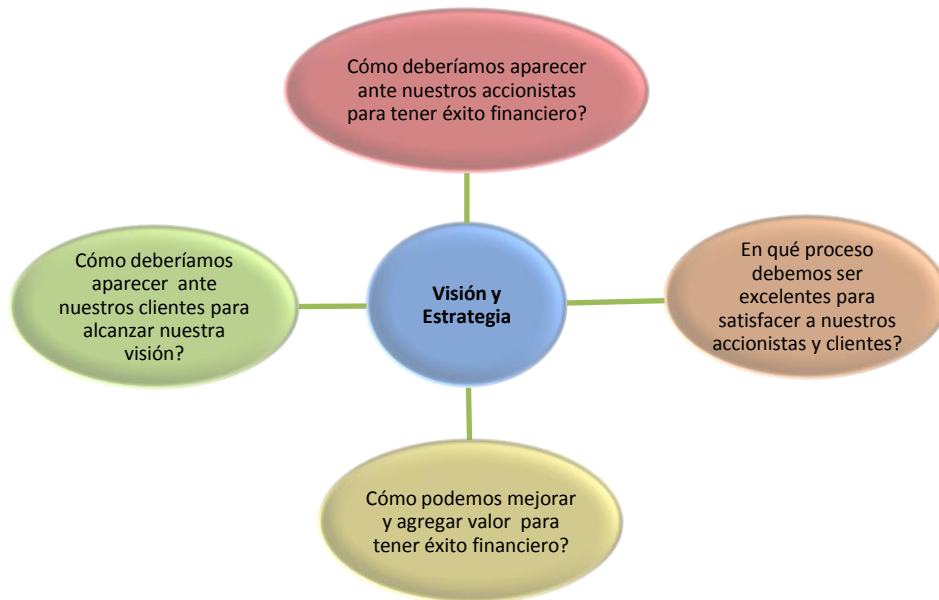 Cómo deberíamos aparecer
ante nuestros accionistas
para tener éxito financiero?
Cómo deberíamos
aparecer ante
nuestros clientes para
alcanzar nuestra
visión?
Visión y
Estrategia
En qué proceso
debemos ser
excelentes para
satisfacer a nuestros
accionistas y clientes?
Cómo podemos mejorar
y agregar valor para
tener éxito financiero?